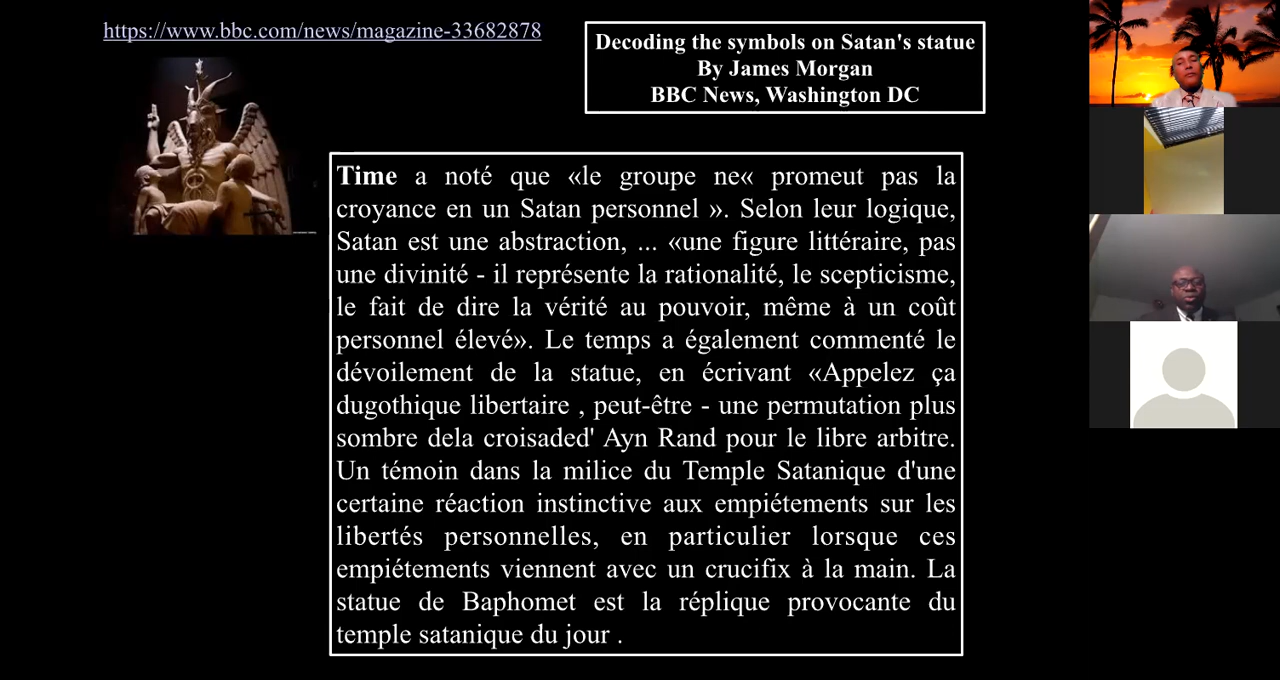 https://www.bbc.com/news/magazine-33682878
Decoding the symbols on Satan's statue
By James Morgan
BBC News, Washington DC
Time a noté que «le groupe ne« promeut pas la
croyance en un Satan personnel ». Selon leur logique,
Satan est une abstraction, ... «une figure littéraire, pas
une divinité - il représente la rationalité, le scepticisme,
le fait de dire la vérité au pouvoir, même à un coût
personnel élevé». Le temps a également commenté le
dévoilement de la statue, en écrivant «Appelez ça
dugothique libertaire , peut-être - une permutation plus
sombre dela croisaded' Ayn Rand pour le libre arbitre.
Un témoin dans la milice du Temple Satanique d'une
certaine réaction instinctive aux empiétements sur les
libertés personnelles, en particulier lorsque ces
empiétements viennent avec un crucifix à la main. La
statue de Baphomet est la réplique provocante du
temple satanique du jour .